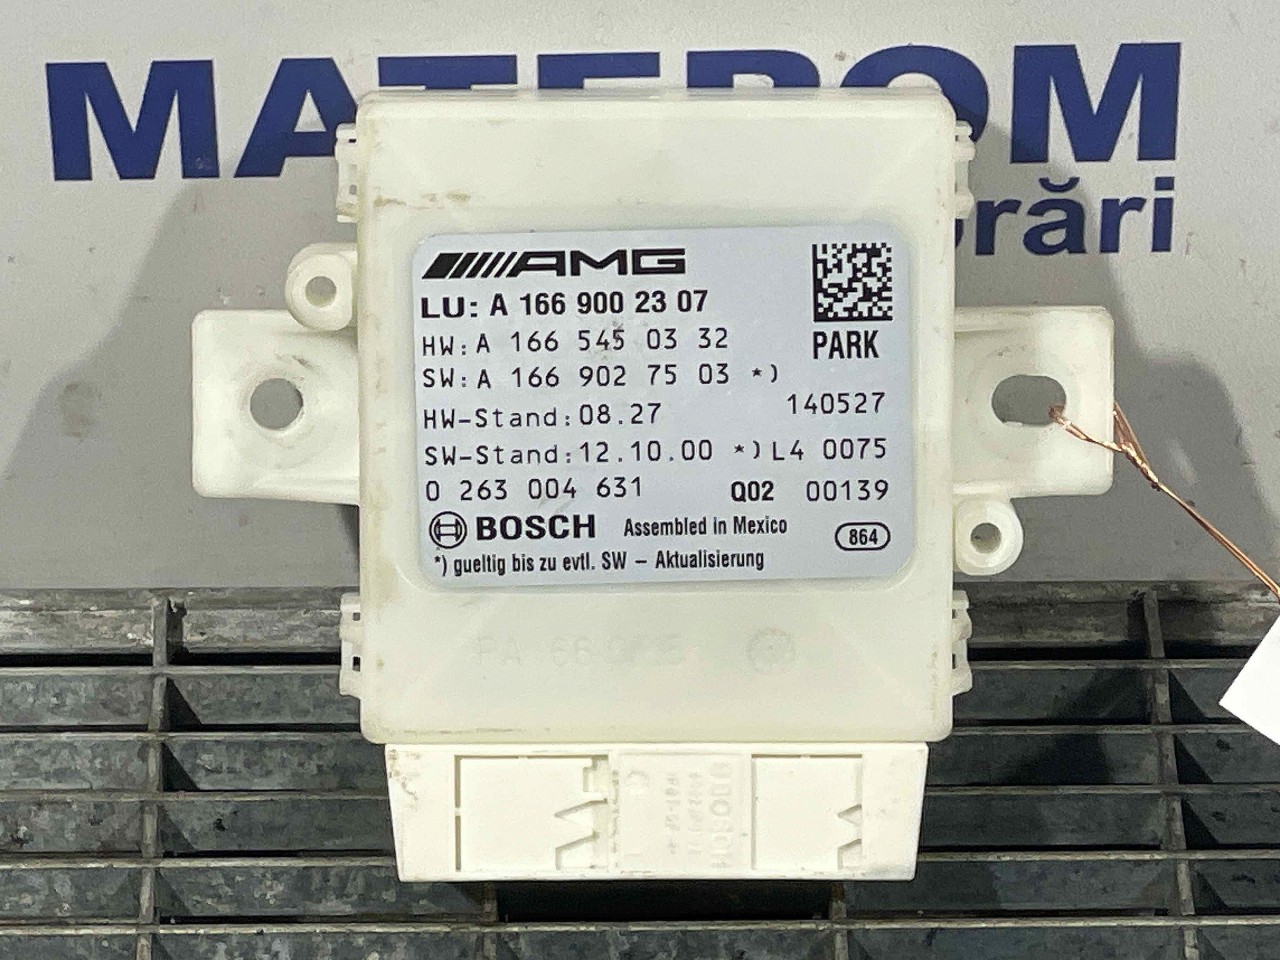 MATEROM
rări
AMG
LU: A 166 900 23 07
HW: A 166 545 03 32
PARK
SW: A 166 902 75 03 *)
HW-Stand: 08.27 140527
SW-Stand: 12.10.00 *) L4 0075
0 263 004 631 Q02 00139
BOSCH Assembled in Mexico 864
*) gueltig bis zu evtl. SW - Aktualisierung
BOSCH